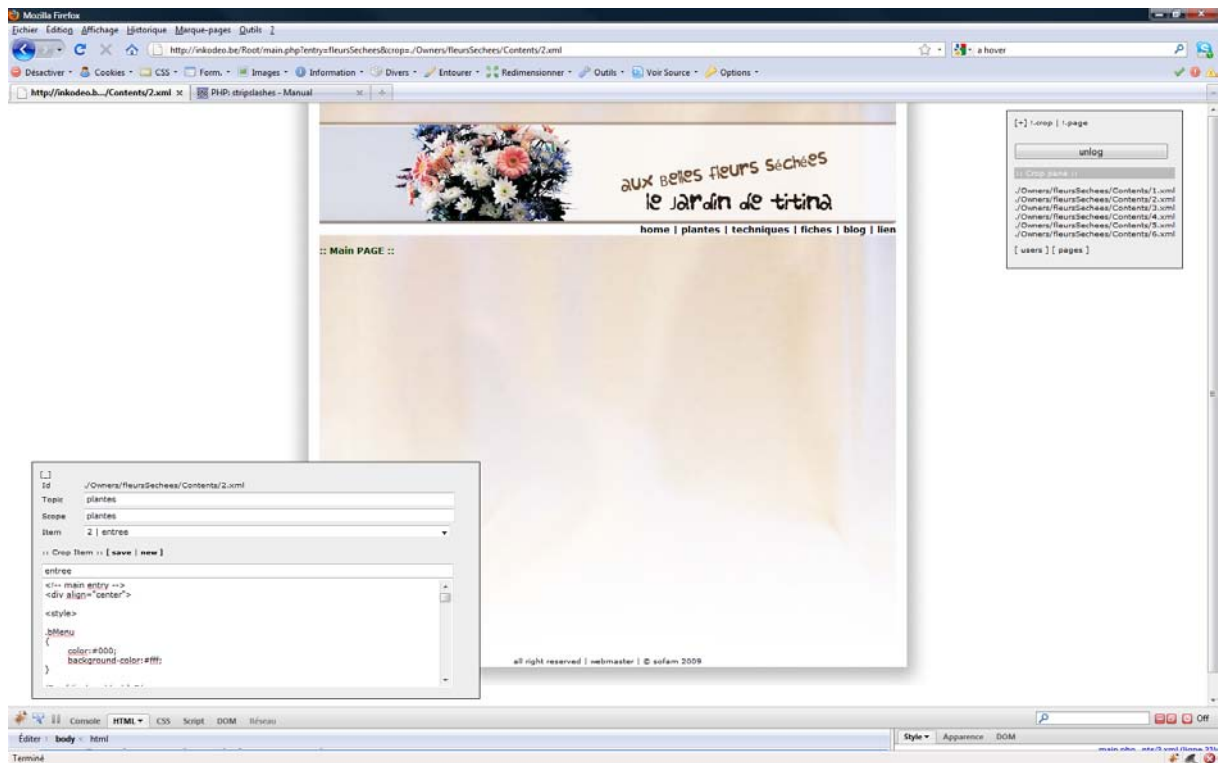 Mozilla Firefox
Fichier Edition Affichage Historique Marque-pages Outils ?
http://inkodeo.be/Root/main.php?entry=fleursSechees&crop=./Owners/fleursSechees/Contents/2.xml
a hover
Désactiver Cookies CSS Form. Images Information Divers Entourer Redimensionner Outils Voir Source Options
http://inkodeo.b.../Contents/2.xml PHP: stripslashes - Manual
[+] !.crop | !.page
unlog
:: Crop pane ::
./Owners/fleursSechees/Contents/1.xml
./Owners/fleursSechees/Contents/2.xml
./Owners/fleursSechees/Contents/3.xml
./Owners/fleursSechees/Contents/4.xml
./Owners/fleursSechees/Contents/5.xml
./Owners/fleursSechees/Contents/6.xml
[ users ] [ pages ]
aux Belles fleurs séchées
le jardin de titina
home | plantes | techniques | fiches | blog | lien
:: Main PAGE ::
[_]
Id ./Owners/fleursSechees/Contents/2.xml
Topic plantes
Scope plantes
Item 2 | entree
:: Crop Item :: [ save | new ]
entree
<!-- main entry -->
<div align="center">
<style>
.bMenu
{
color:#000;
background-color:#fff;
}
all right reserved | webmaster | © sofam 2009
Console HTML CSS Script DOM Réseau
Off
Éditer body < html
Style Apparence DOM
Terminé